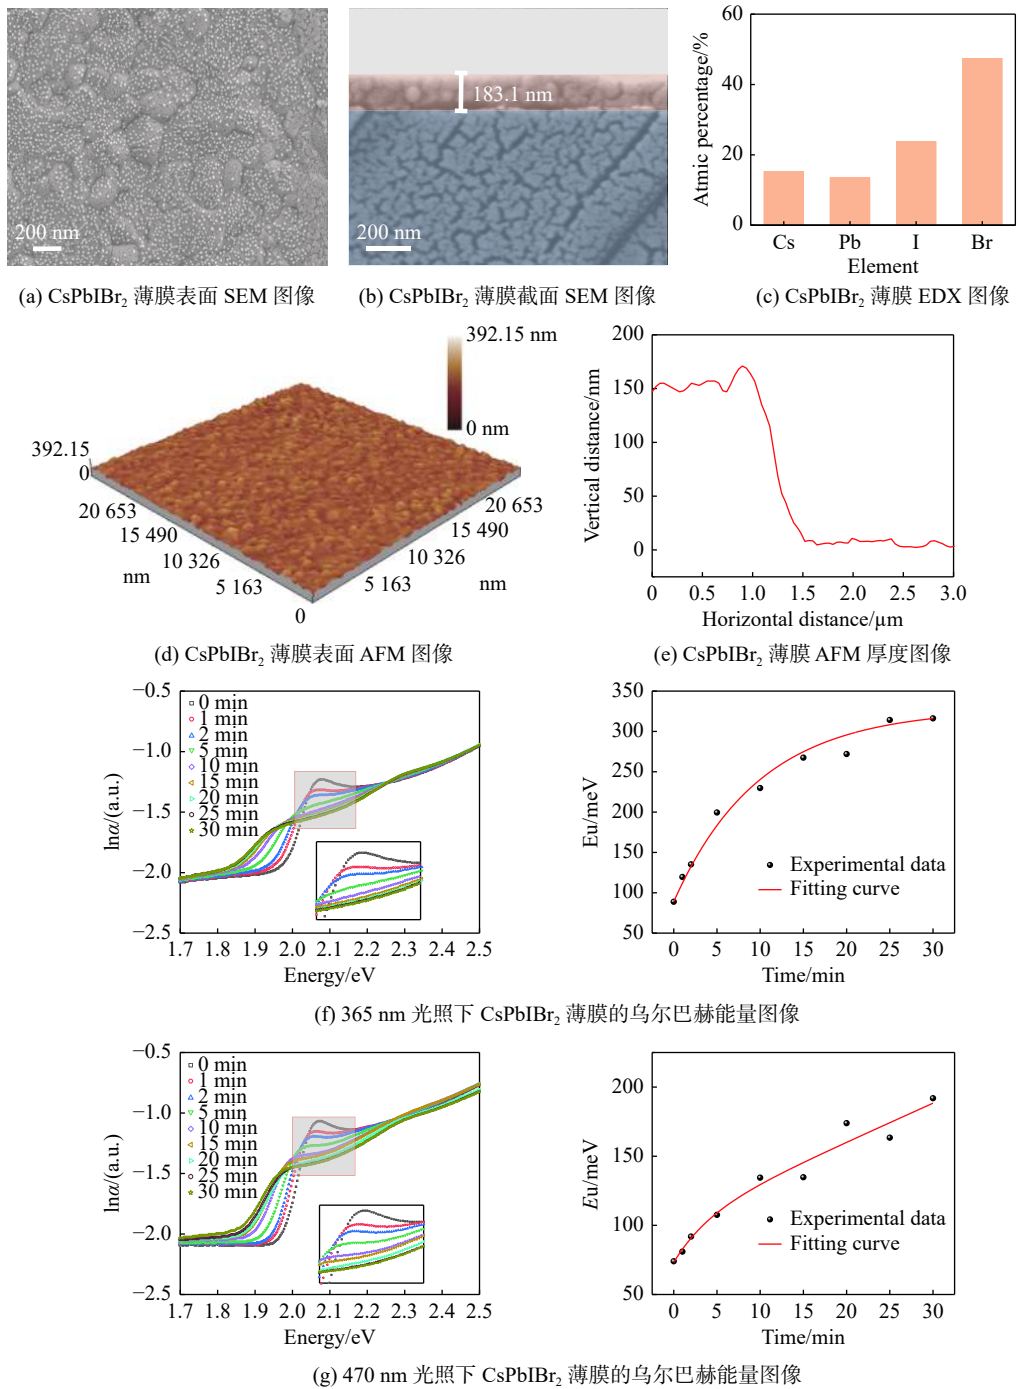 200 nm
183.1 nm
200 nm
Atmic percentage/%
60
40
20
0
Cs Pb I Br
Element
(a) CsPbIBr₂ 薄膜表面 SEM 图像
(b) CsPbIBr₂ 薄膜截面 SEM 图像
(c) CsPbIBr₂ 薄膜 EDX 图像
392.15 nm
0 nm
392.15
0
20 653
15 490
10 326
5 163
nm
0
20 653
15 490
10 326
5 163
nm
Vertical distance/nm
200
150
100
50
0
0 0.5 1.0 1.5 2.0 2.5 3.0
Horizontal distance/μm
(d) CsPbIBr₂ 薄膜表面 AFM 图像
(e) CsPbIBr₂ 薄膜 AFM 厚度图像
lnα/(a.u.)
−0.5
−1.0
−1.5
−2.0
−2.5
0 min
1 min
2 min
5 min
10 min
15 min
20 min
25 min
30 min
1.7 1.8 1.9 2.0 2.1 2.2 2.3 2.4 2.5
Energy/eV
Eu/meV
350
300
250
200
150
100
50
Experimental data
Fitting curve
0 5 10 15 20 25 30
Time/min
(f) 365 nm 光照下 CsPbIBr₂ 薄膜的乌尔巴赫能量图像
lnα/(a.u.)
−0.5
−1.0
−1.5
−2.0
−2.5
0 min
1 min
2 min
5 min
10 min
15 min
20 min
25 min
30 min
1.7 1.8 1.9 2.0 2.1 2.2 2.3 2.4 2.5
Energy/eV
Eu/meV
200
150
100
50
Experimental data
Fitting curve
0 5 10 15 20 25 30
Time/min
(g) 470 nm 光照下 CsPbIBr₂ 薄膜的乌尔巴赫能量图像